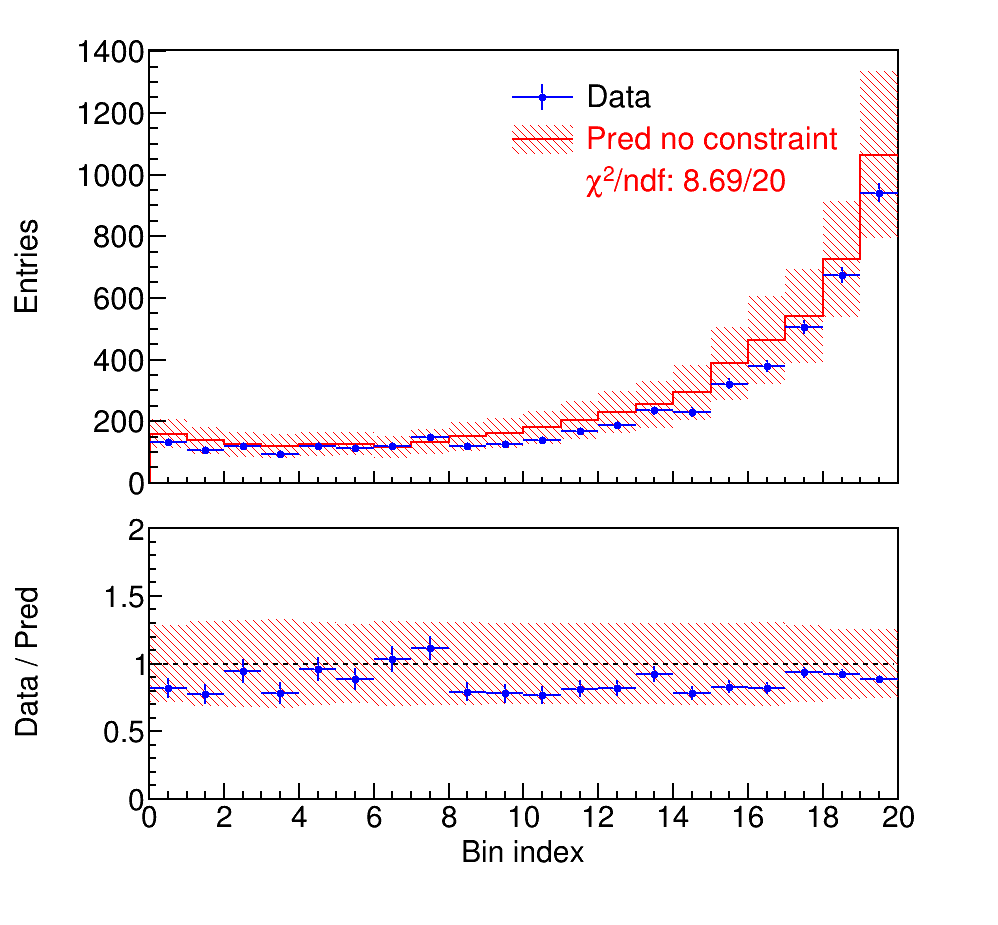 1400
1200
1000
800
600
400
200
0
Entries
Data
Pred no constraint
χ²/ndf: 8.69/20
2
1.5
1
0.5
0
Data / Pred
0 2 4 6 8 10 12 14 16 18 20
Bin index